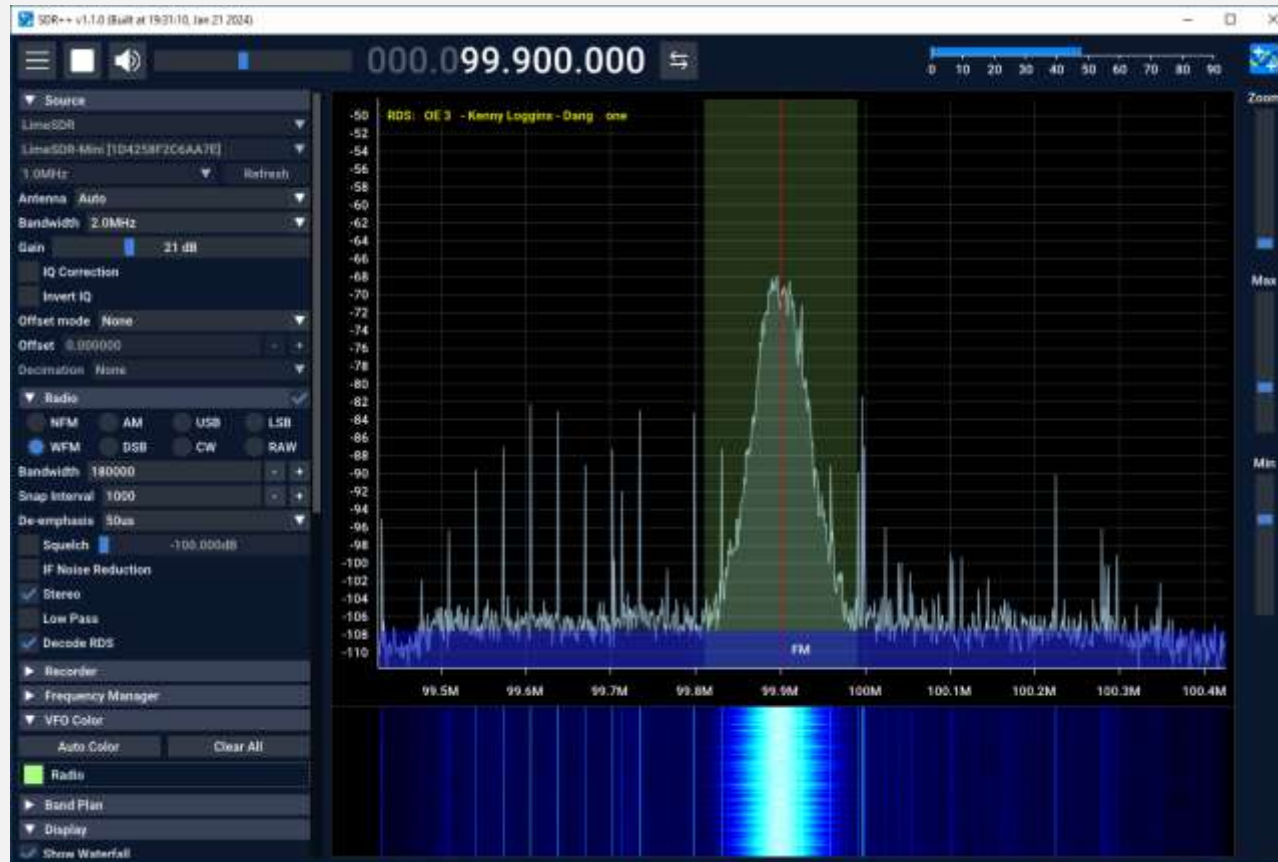 SDR++ v1.1.0 (Built at 19:31:10, Jan 21 2024)
000.099.900.000
0 10 20 30 40 50 60 70 80 90
Source
LimeSDR
LimeSDR-Mini [1D4258F2C6AA7E]
1.0MHz Refresh
Antenna Auto
Bandwidth 2.0MHz
Gain 21 dB
IQ Correction
Invert IQ
Offset mode None
Offset 0.000000 - +
Decimation None
Radio
NFM AM USB LSB
WFM DSB CW RAW
Bandwidth 180000 - +
Snap Interval 1000 - +
De-emphasis 50us
Squelch -100.000dB
IF Noise Reduction
Stereo
Low Pass
Decode RDS
Recorder
Frequency Manager
VFO Color
Auto Color Clear All
Radio
Band Plan
Display
Show Waterfall
RDS: OE 3 - Kenny Loggins - Dang one
-50
-52
-54
-56
-58
-60
-62
-64
-66
-68
-70
-72
-74
-76
-78
-80
-82
-84
-86
-88
-90
-92
-94
-96
-98
-100
-102
-104
-106
-108
-110
FM
99.5M 99.6M 99.7M 99.8M 99.9M 100M 100.1M 100.2M 100.3M 100.4M
Zoom
Max
Min